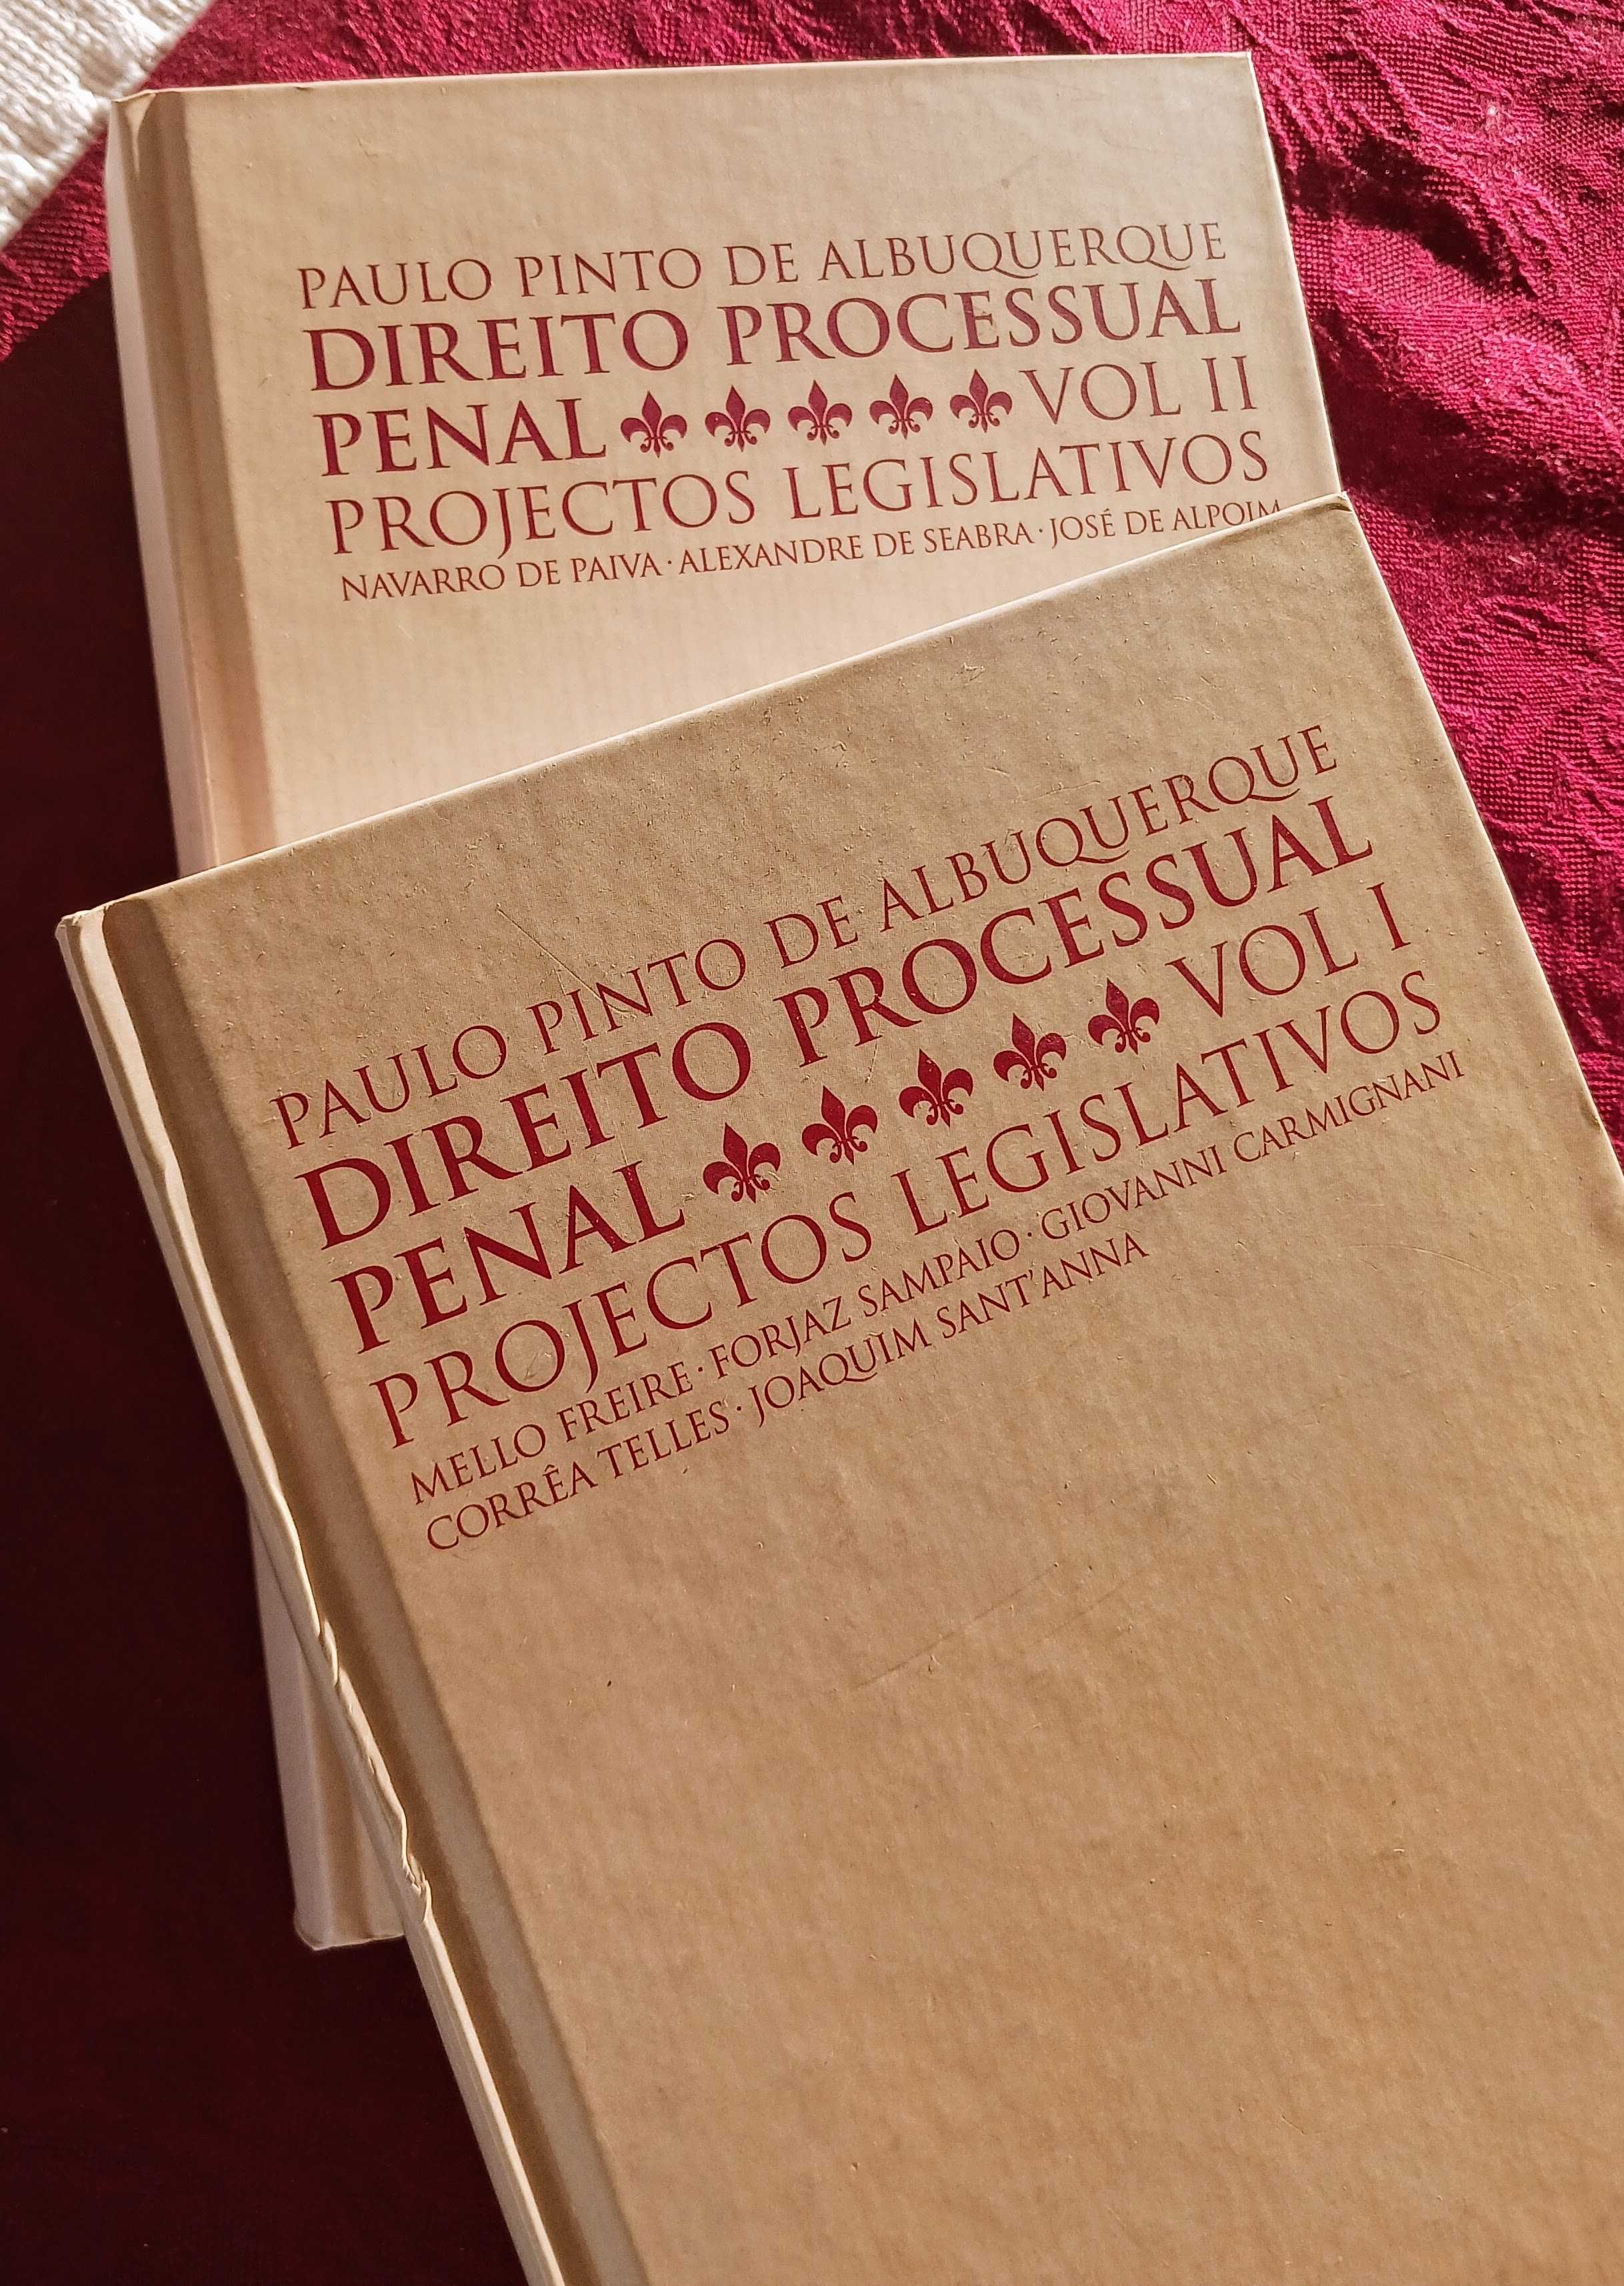 PAULO PINTO DE ALBUQUERQUE
DIREITO PROCESSUAL
PENAL VOL II
PROJECTOS LEGISLATIVOS
NAVARRO DE PAIVA · ALEXANDRE DE SEABRA · JOSÉ DE ALPOIM
PAULO PINTO DE ALBUQUERQUE
DIREITO PROCESSUAL
PENAL VOL I
PROJECTOS LEGISLATIVOS
MELLO FREIRE · FORJAZ SAMPAIO · GIOVANNI CARMIGNANI
CORRÊA TELLES · JOAQUIM SANT'ANNA